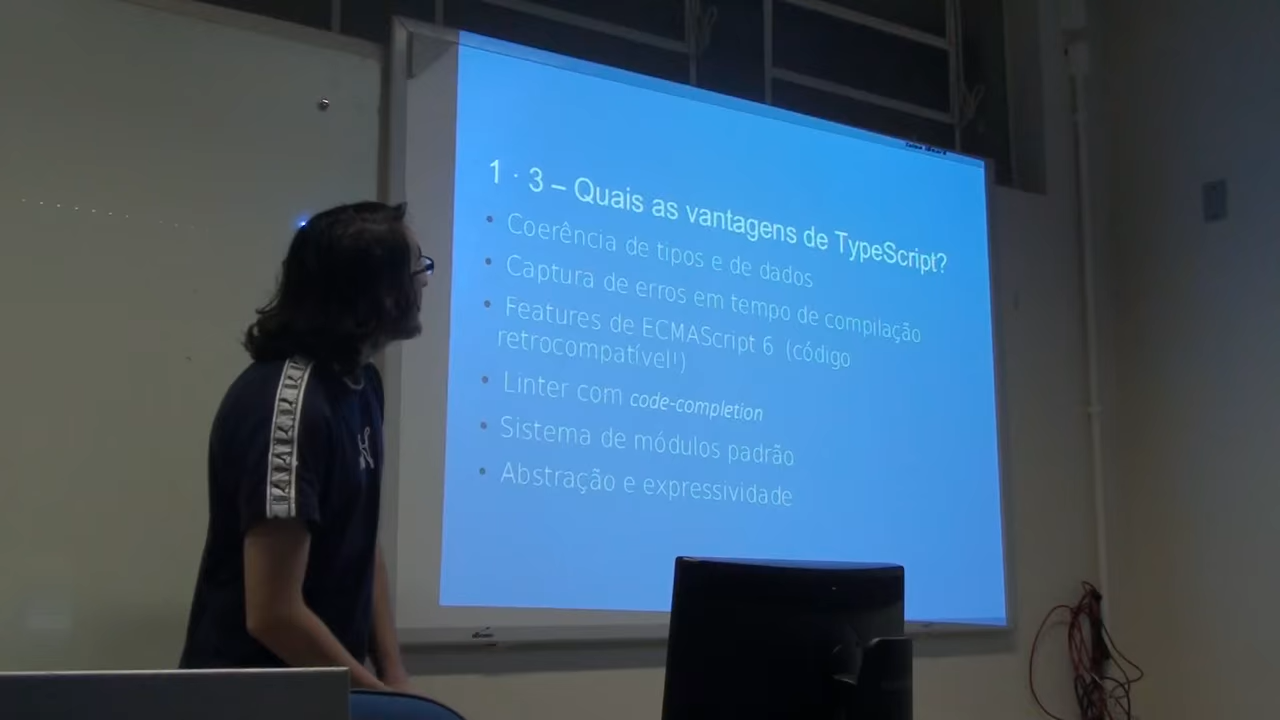 1 · 3 – Quais as vantagens de TypeScript?
• Coerência de tipos e de dados
• Captura de erros em tempo de compilação
• Features de ECMAScript 6 (código
retrocompatível!)
• Linter com code-completion
• Sistema de módulos padrão
• Abstração e expressividade